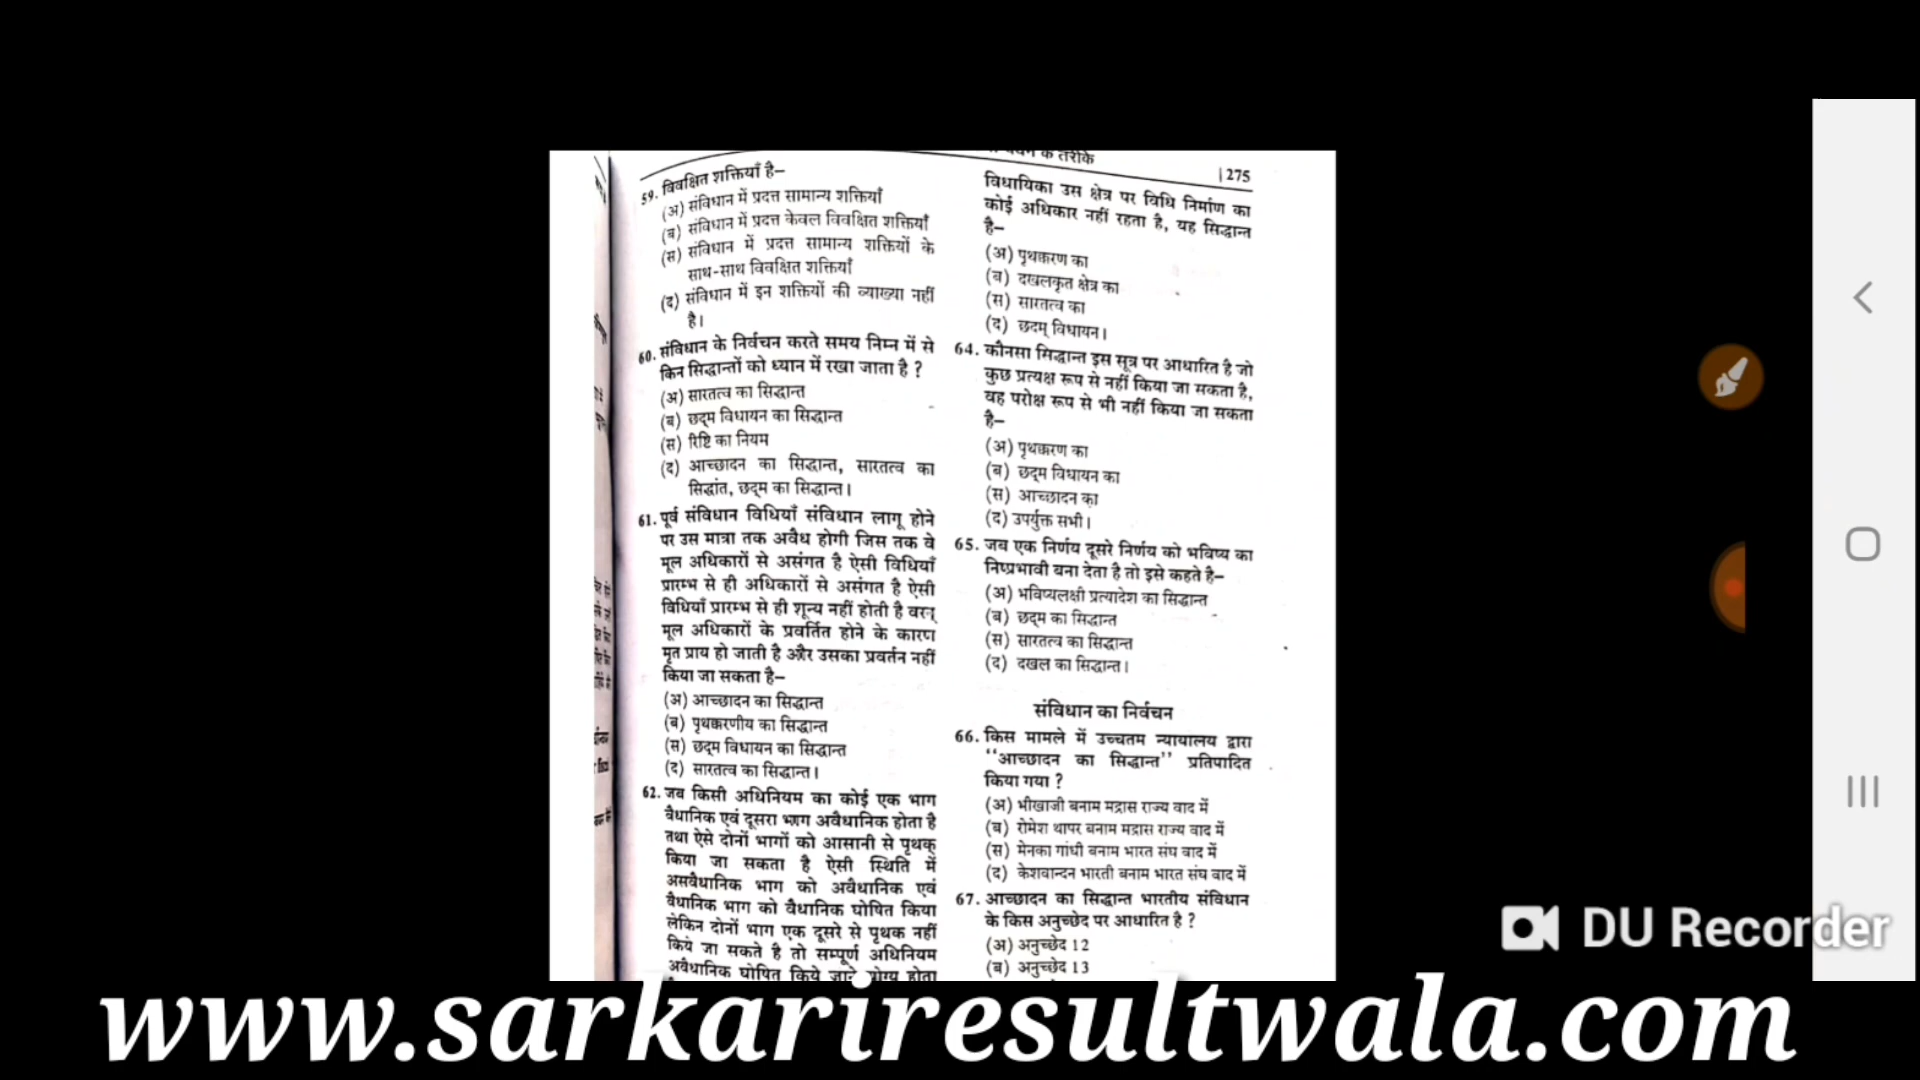 के तरीके
275
59. विवक्षित शक्तियाँ है–
(अ) संविधान में प्रदत्त सामान्य शक्तियाँ
(ब) संविधान में प्रदत्त केवल विवक्षित शक्तियाँ
(स) संविधान में प्रदत्त सामान्य शक्तियों के
साथ-साथ विवक्षित शक्तियाँ
(द) संविधान में इन शक्तियों की व्याख्या नहीं
है।
60. संविधान के निर्वचन करते समय निम्न में से
किन सिद्धान्तों को ध्यान में रखा जाता है ?
(अ) सारतत्व का सिद्धान्त
(ब) छद्म विधायन का सिद्धान्त
(स) रिष्टि का नियम
(द) आच्छादन का सिद्धान्त, सारतत्व का
सिद्धांत, छद्म का सिद्धान्त।
61. पूर्व संविधान विधियाँ संविधान लागू होने
पर उस मात्रा तक अवैध होगी जिस तक वे
मूल अधिकारों से असंगत है ऐसी विधियाँ
प्रारम्भ से ही अधिकारों से असंगत है ऐसी
विधियाँ प्रारम्भ से ही शून्य नहीं होती है वरन्
मूल अधिकारों के प्रवर्तित होने के कारण
मृत प्राय हो जाती है और उसका प्रवर्तन नहीं
किया जा सकता है–
(अ) आच्छादन का सिद्धान्त
(ब) पृथक्करणीय का सिद्धान्त
(स) छद्म विधायन का सिद्धान्त
(द) सारतत्व का सिद्धान्त।
62. जब किसी अधिनियम का कोई एक भाग
वैधानिक एवं दूसरा भाग अवैधानिक होता है
तथा ऐसे दोनों भागों को आसानी से पृथक्
किया जा सकता है ऐसी स्थिति में
असवैधानिक भाग को अवैधानिक एवं
वैधानिक भाग को वैधानिक घोषित किया
लेकिन दोनों भाग एक दूसरे से पृथक नहीं
किये जा सकते है तो सम्पूर्ण अधिनियम
अवैधानिक घोषित किये जाने योग्य होता
विधायिका उस क्षेत्र पर विधि निर्माण का
कोई अधिकार नहीं रहता है, यह सिद्धान्त
है–
(अ) पृथक्करण का
(ब) दखलकृत क्षेत्र का
(स) सारतत्व का
(द) छदम् विधायन।
64. कौनसा सिद्धान्त इस सूत्र पर आधारित है जो
कुछ प्रत्यक्ष रूप से नहीं किया जा सकता है,
वह परोक्ष रूप से भी नहीं किया जा सकता
है–
(अ) पृथक्करण का
(ब) छद्म विधायन का
(स) आच्छादन का
(द) उपर्युक्त सभी।
65. जब एक निर्णय दूसरे निर्णय को भविष्य का
निष्प्रभावी बना देता है तो इसे कहते है–
(अ) भविष्यलक्षी प्रत्यादेश का सिद्धान्त
(ब) छद्म का सिद्धान्त
(स) सारतत्व का सिद्धान्त
(द) दखल का सिद्धान्त।
संविधान का निर्वचन
66. किस मामले में उच्चतम न्यायालय द्वारा
‘‘आच्छादन का सिद्धान्त’’ प्रतिपादित
किया गया ?
(अ) भीखाजी बनाम मद्रास राज्य वाद में
(ब) रोमेश थापर बनाम मद्रास राज्य वाद में
(स) मेनका गांधी बनाम भारत संघ वाद में
(द) केशवान्दन भारती बनाम भारत संघ वाद में
67. आच्छादन का सिद्धान्त भारतीय संविधान
के किस अनुच्छेद पर आधारित है ?
(अ) अनुच्छेद 12
(ब) अनुच्छेद 13
DU Recorder
www.sarkariresultwala.com